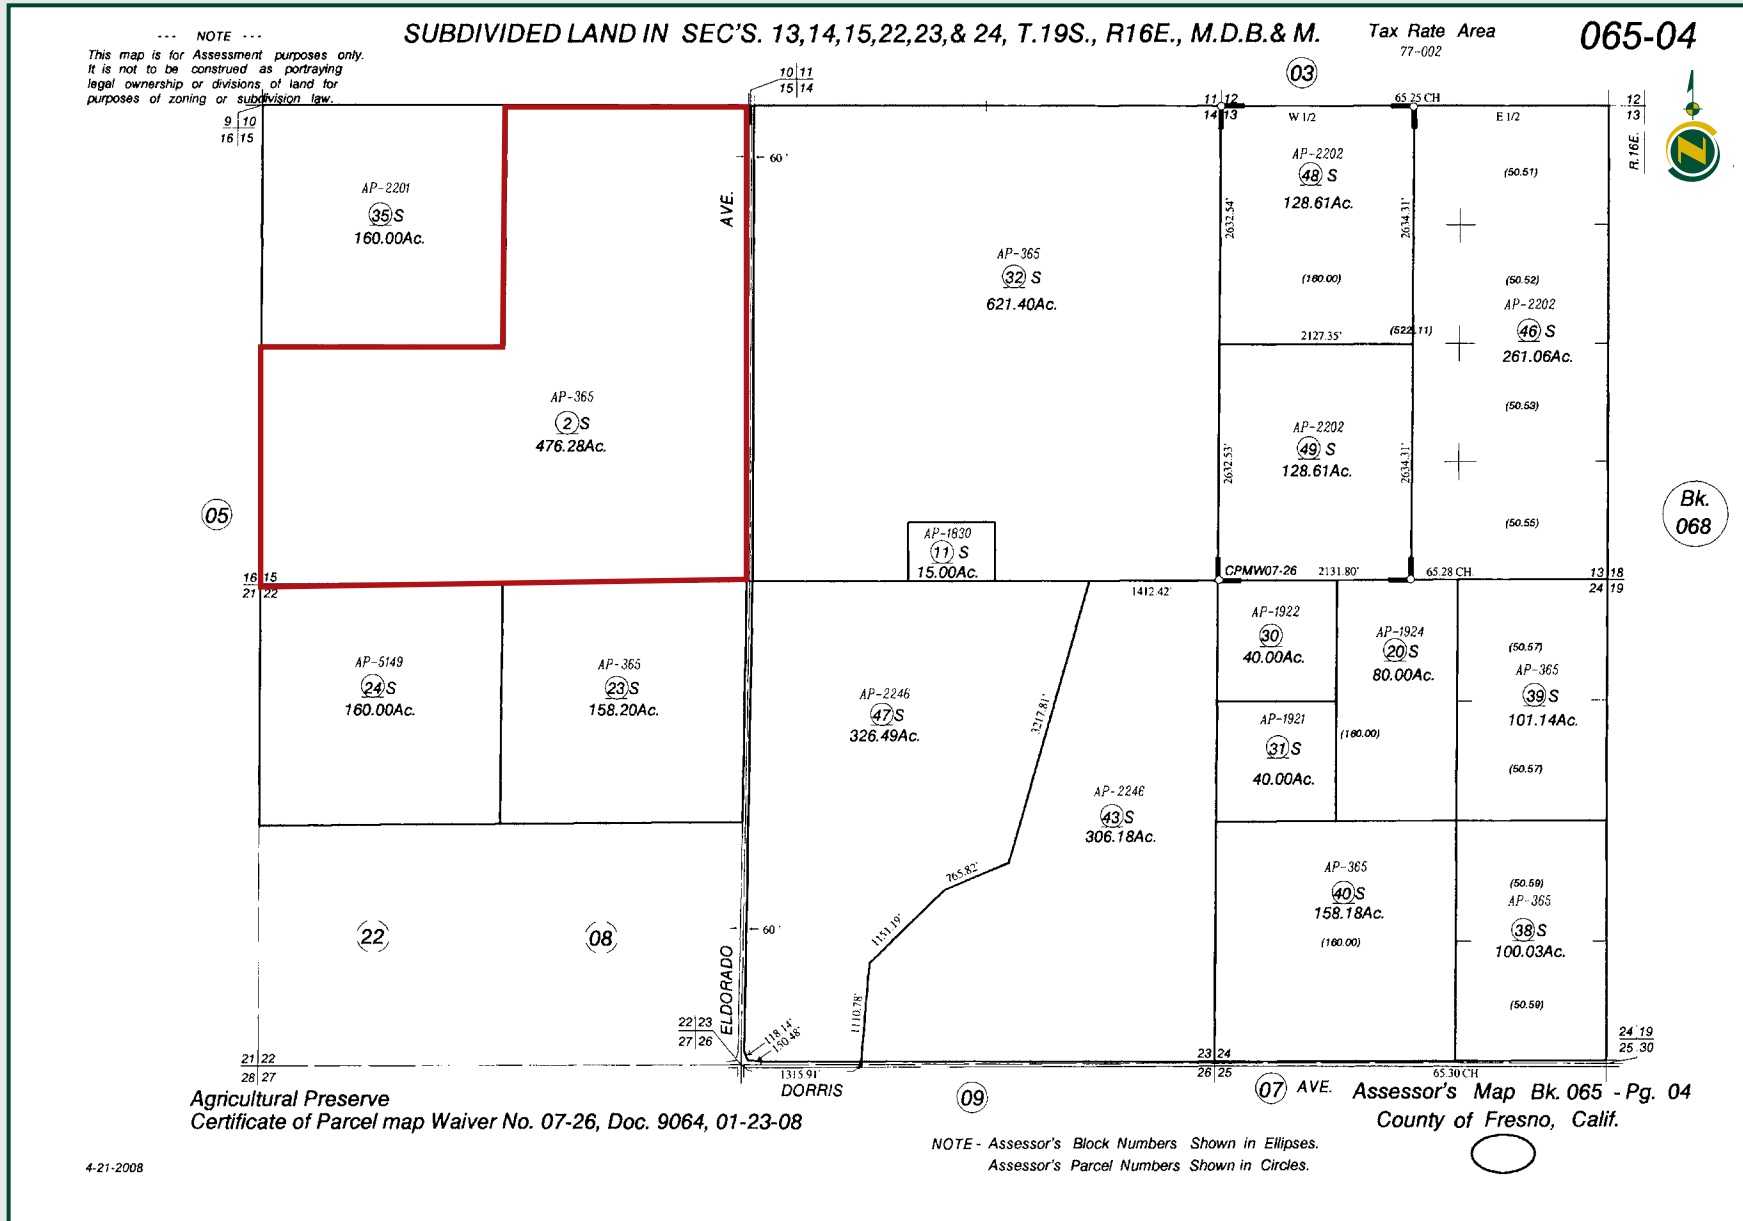 SUBDIVIDED LAND IN SEC'S. 13,14,15,22,23,& 24, T.19S., R16E., M.D.B.& M.
Tax Rate Area
77-002
065-04
--- NOTE ---
This map is for Assessment purposes only.
It is not to be construed as portraying
legal ownership or divisions of land for
purposes of zoning or subdivision law.
03
10|11
15|14
9|10
16|15
11|12
14|13
65.25 CH
12
13
R.16E.
W 1/2
E 1/2
60'
AVE.
AP-2201
35 S
160.00Ac.
AP-2202
48 S
128.61Ac.
(160.00)
2632.54'
2634.31'
(50.51)
AP-365
32 S
621.40Ac.
(50.52)
AP-2202
46 S
261.06Ac.
2127.35'
(522.11)
AP-365
2 S
476.28Ac.
(50.53)
AP-2202
49 S
128.61Ac.
2632.53'
2634.31'
05
Bk.
068
(50.55)
AP-1830
11 S
15.00Ac.
16|15
21|22
CPMW07-26
2131.80'
65.28 CH.
13|18
24|19
1412.42'
AP-1922
30
40.00Ac.
AP-1924
20 S
80.00Ac.
(50.57)
AP-365
39 S
101.14Ac.
AP-5149
24 S
160.00Ac.
AP-365
23 S
158.20Ac.
AP-2246
47 S
326.49Ac.
3217.81'
AP-1921
31 S
40.00Ac.
(160.00)
(50.57)
AP-2246
43 S
306.18Ac.
765.82'
AP-365
40 S
158.18Ac.
(160.00)
(50.59)
AP-365
38 S
100.03Ac.
(50.59)
22
08
60'
1151.19'
1110.78'
ELDORADO
22|23
27|26
118.14'
150.48'
21|22
28|27
1315.91'
DORRIS
23|24
26|25
65.30 CH
24|19
25|30
09
07
AVE.
Agricultural Preserve
Certificate of Parcel map Waiver No. 07-26, Doc. 9064, 01-23-08
Assessor's Map Bk. 065 - Pg. 04
County of Fresno, Calif.
NOTE - Assessor's Block Numbers Shown in Ellipses.
Assessor's Parcel Numbers Shown in Circles.
4-21-2008